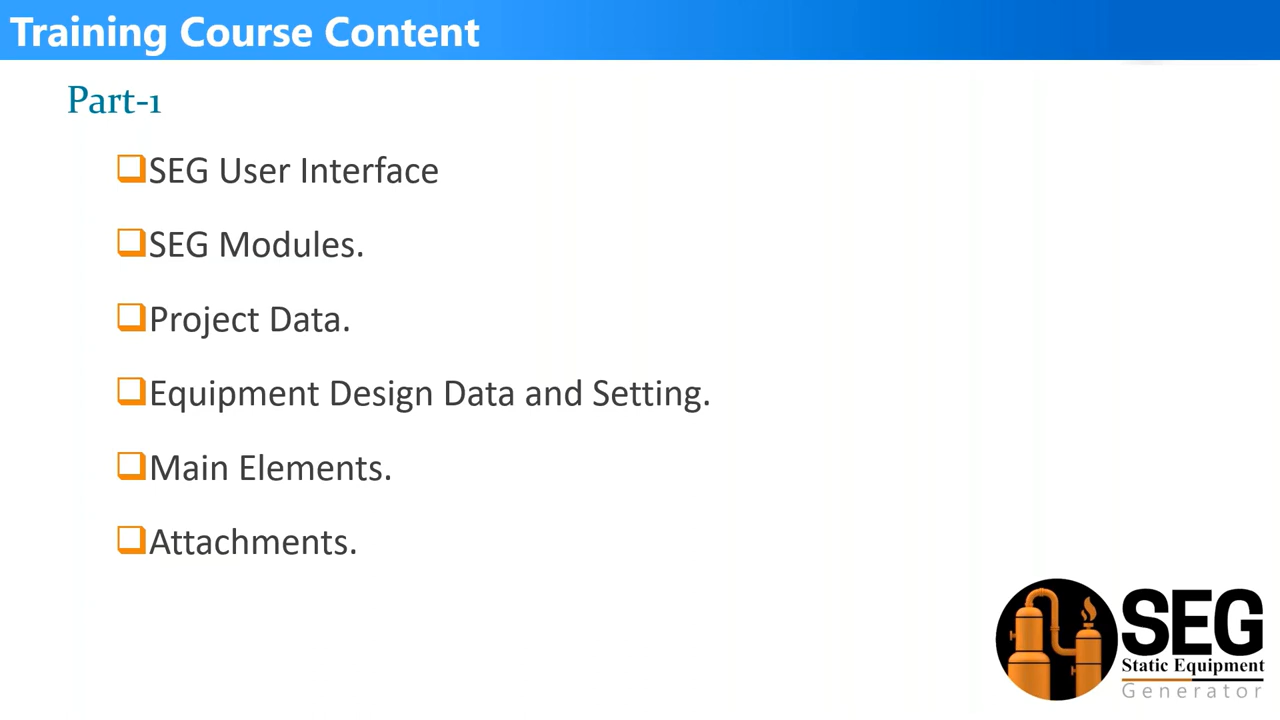 Training Course Content
Part-1
SEG User Interface
SEG Modules.
Project Data.
Equipment Design Data and Setting.
Main Elements.
Attachments.
SEG
Static Equipment
Generator